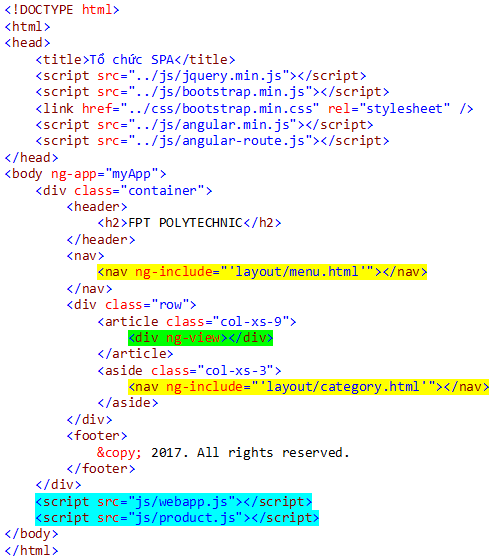 <!DOCTYPE html>
<html>
<head>
    <title>Tổ chức SPA</title>
    <script src="../js/jquery.min.js"></script>
    <script src="../js/bootstrap.min.js"></script>
    <link href="../css/bootstrap.min.css" rel="stylesheet" />
    <script src="../js/angular.min.js"></script>
    <script src="../js/angular-route.js"></script>
</head>
<body ng-app="myApp">
    <div class="container">
        <header>
            <h2>FPT POLYTECHNIC</h2>
        </header>
        <nav>
            <nav ng-include="'layout/menu.html'"></nav>
        </nav>
        <div class="row">
            <article class="col-xs-9">
                <div ng-view></div>
            </article>
            <aside class="col-xs-3">
                <nav ng-include="'layout/category.html'"></nav>
            </aside>
        </div>
        <footer>
            &copy; 2017. All rights reserved.
        </footer>
    </div>
    <script src="js/webapp.js"></script>
    <script src="js/product.js"></script>
</body>
</html>